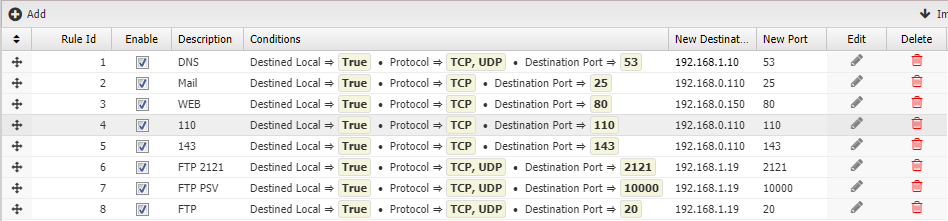 Add Im
Rule Id Enable Description Conditions New Destinat... New Port Edit Delete
1 DNS Destined Local ⇒ True • Protocol ⇒ TCP, UDP • Destination Port ⇒ 53 192.168.1.10 53
2 Mail Destined Local ⇒ True • Protocol ⇒ TCP • Destination Port ⇒ 25 192.168.0.110 25
3 WEB Destined Local ⇒ True • Protocol ⇒ TCP • Destination Port ⇒ 80 192.168.0.150 80
4 110 Destined Local ⇒ True • Protocol ⇒ TCP • Destination Port ⇒ 110 192.168.0.110 110
5 143 Destined Local ⇒ True • Protocol ⇒ TCP • Destination Port ⇒ 143 192.168.0.110 143
6 FTP 2121 Destined Local ⇒ True • Protocol ⇒ TCP, UDP • Destination Port ⇒ 2121 192.168.1.19 2121
7 FTP PSV Destined Local ⇒ True • Protocol ⇒ TCP, UDP • Destination Port ⇒ 10000 192.168.1.19 10000
8 FTP Destined Local ⇒ True • Protocol ⇒ TCP, UDP • Destination Port ⇒ 20 192.168.1.19 20